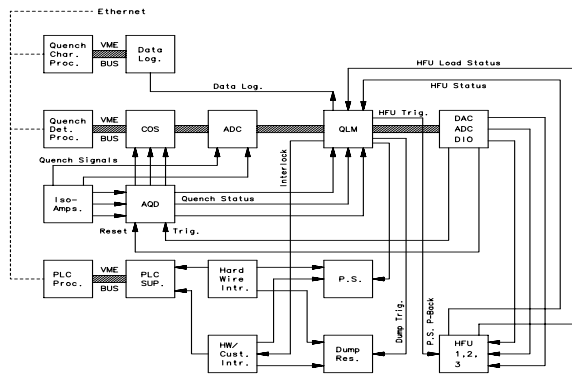 Ethernet
Quench
Char.
Proc.
VME
BUS
Data
Log.
HFU Load Status
HFU Status
Data Log.
HFU Trig.
Quench
Det.
Proc.
VME
BUS
COS
ADC
QLM
DAC
ADC
DIO
Quench Signals
Interlock
Iso-
Amps.
AQD
Quench Status
Reset
Trig.
PLC
Proc.
VME
BUS
PLC
SUP.
Hard
Wire
Intr.
P.S.
Dump Trig.
P.S. P-Back
HW/
Cust.
Intr.
Dump
Res.
HFU
1,2,
3